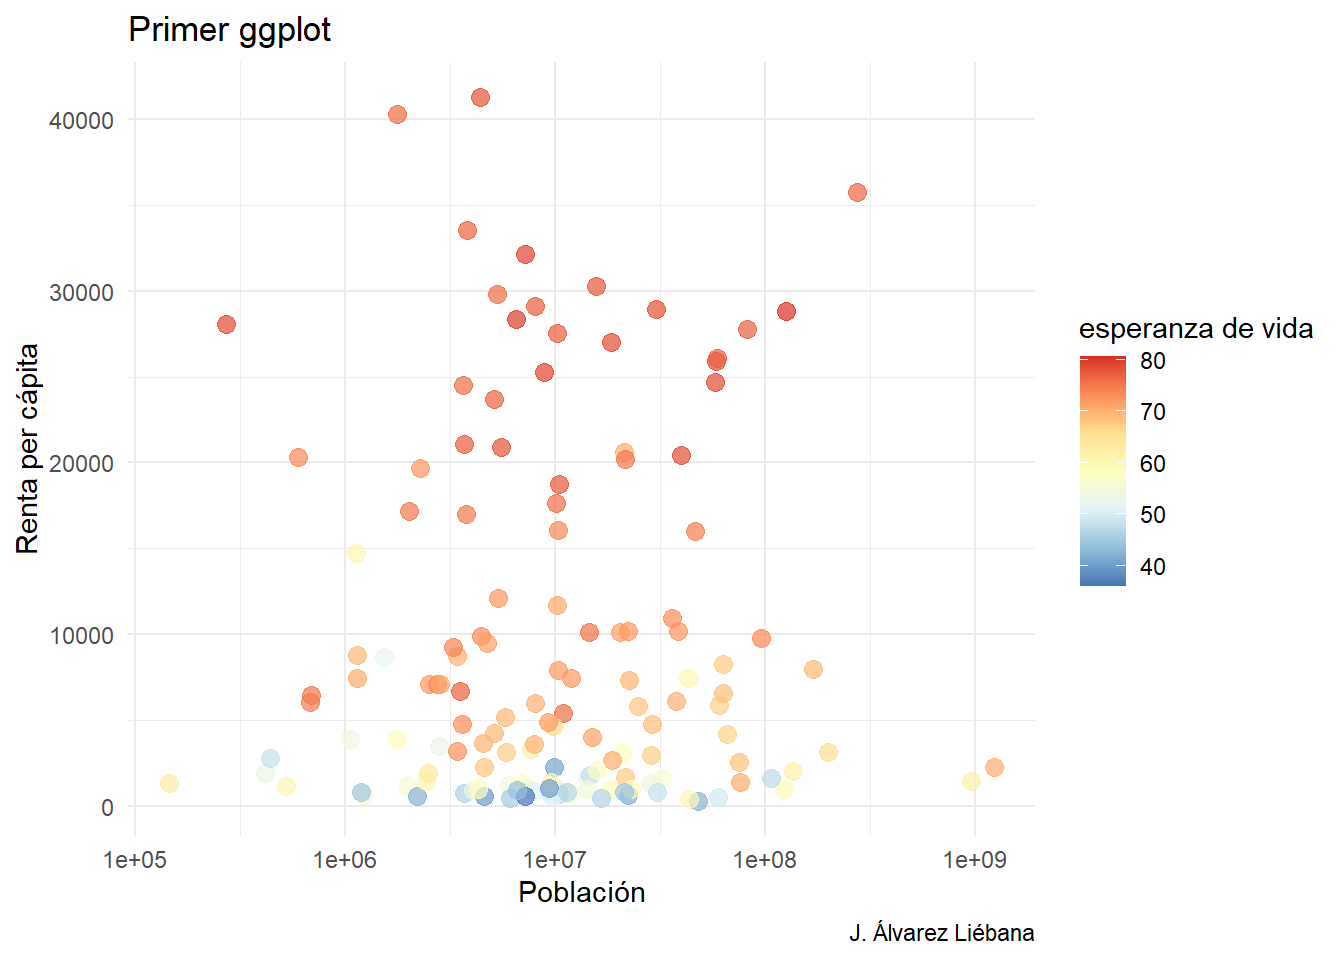 Primer ggplot
40000
30000
20000
10000
0
Renta per cápita
1e+05 1e+06 1e+07 1e+08 1e+09
Población
esperanza de vida
80
70
60
50
40
J. Álvarez Liébana